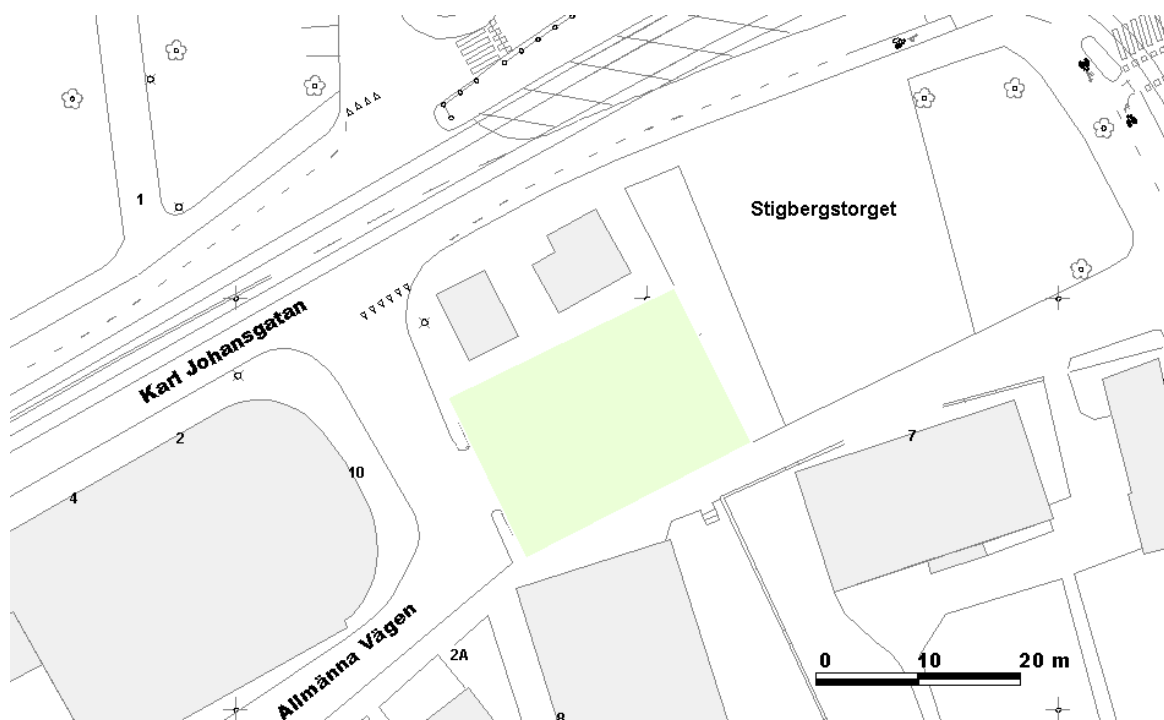 1
Stigbergstorget
Karl Johansgatan
2
10
4
7
Allmänna Vägen
2A
8
0 10 20 m